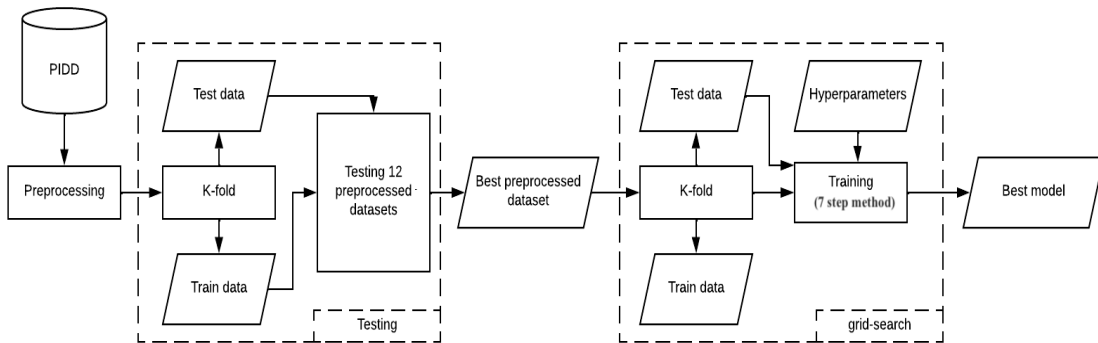 PIDD
Preprocessing
Test data
K-fold
Train data
Testing 12
preprocessed
datasets
Testing
Best preprocessed
dataset
Test data
K-fold
Train data
Hyperparameters
Training
(7 step method)
grid-search
Best model